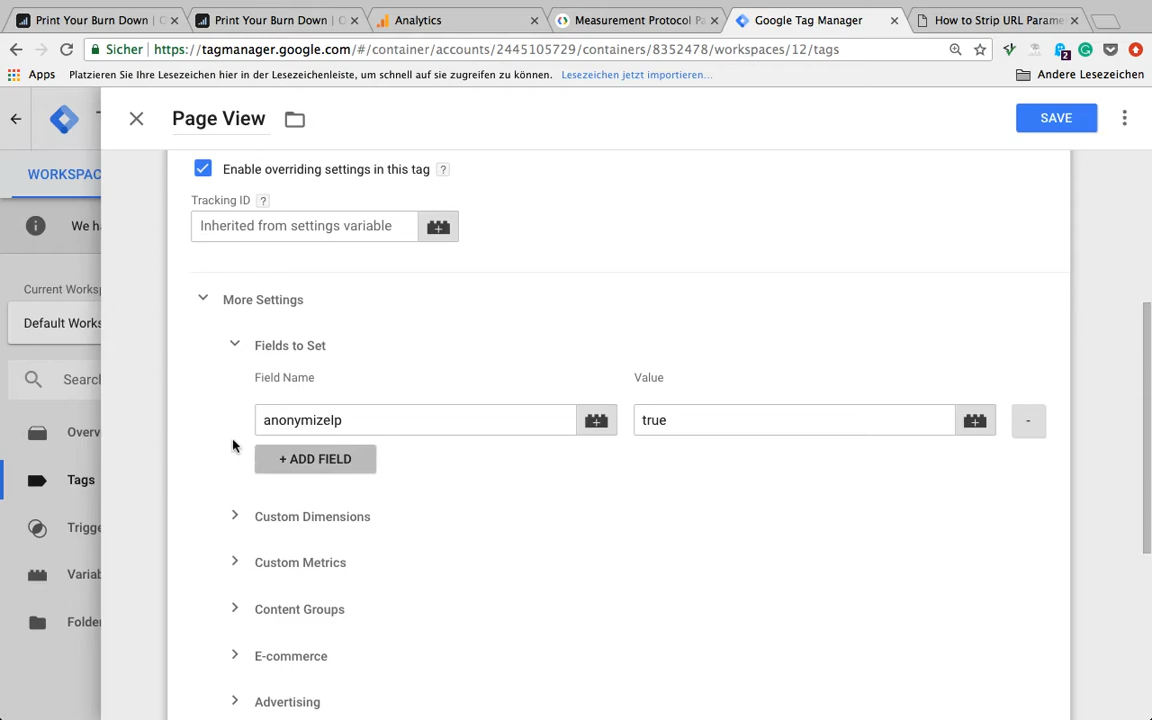 Print Your Burn Down | O
Print Your Burn Down | O
Analytics
Measurement Protocol Pa
Google Tag Manager
How to Strip URL Parame
Sicher
https://tagmanager.google.com/#/container/accounts/2445105729/containers/8352478/workspaces/12/tags
2
Apps
Platzieren Sie Ihre Lesezeichen hier in der Lesezeichenleiste, um schnell auf sie zugreifen zu können.
Lesezeichen jetzt importieren...
Andere Lesezeichen
Page View
SAVE
WORKSPAC
Enable overriding settings in this tag ?
Tracking ID ?
We ha
Inherited from settings variable
Current Worksp
More Settings
Default Works
Fields to Set
Field Name
Value
Search
anonymizeIp
true
-
Overv
+ ADD FIELD
Tags
Custom Dimensions
Trigge
Custom Metrics
Variab
Content Groups
Folder
E-commerce
Advertising